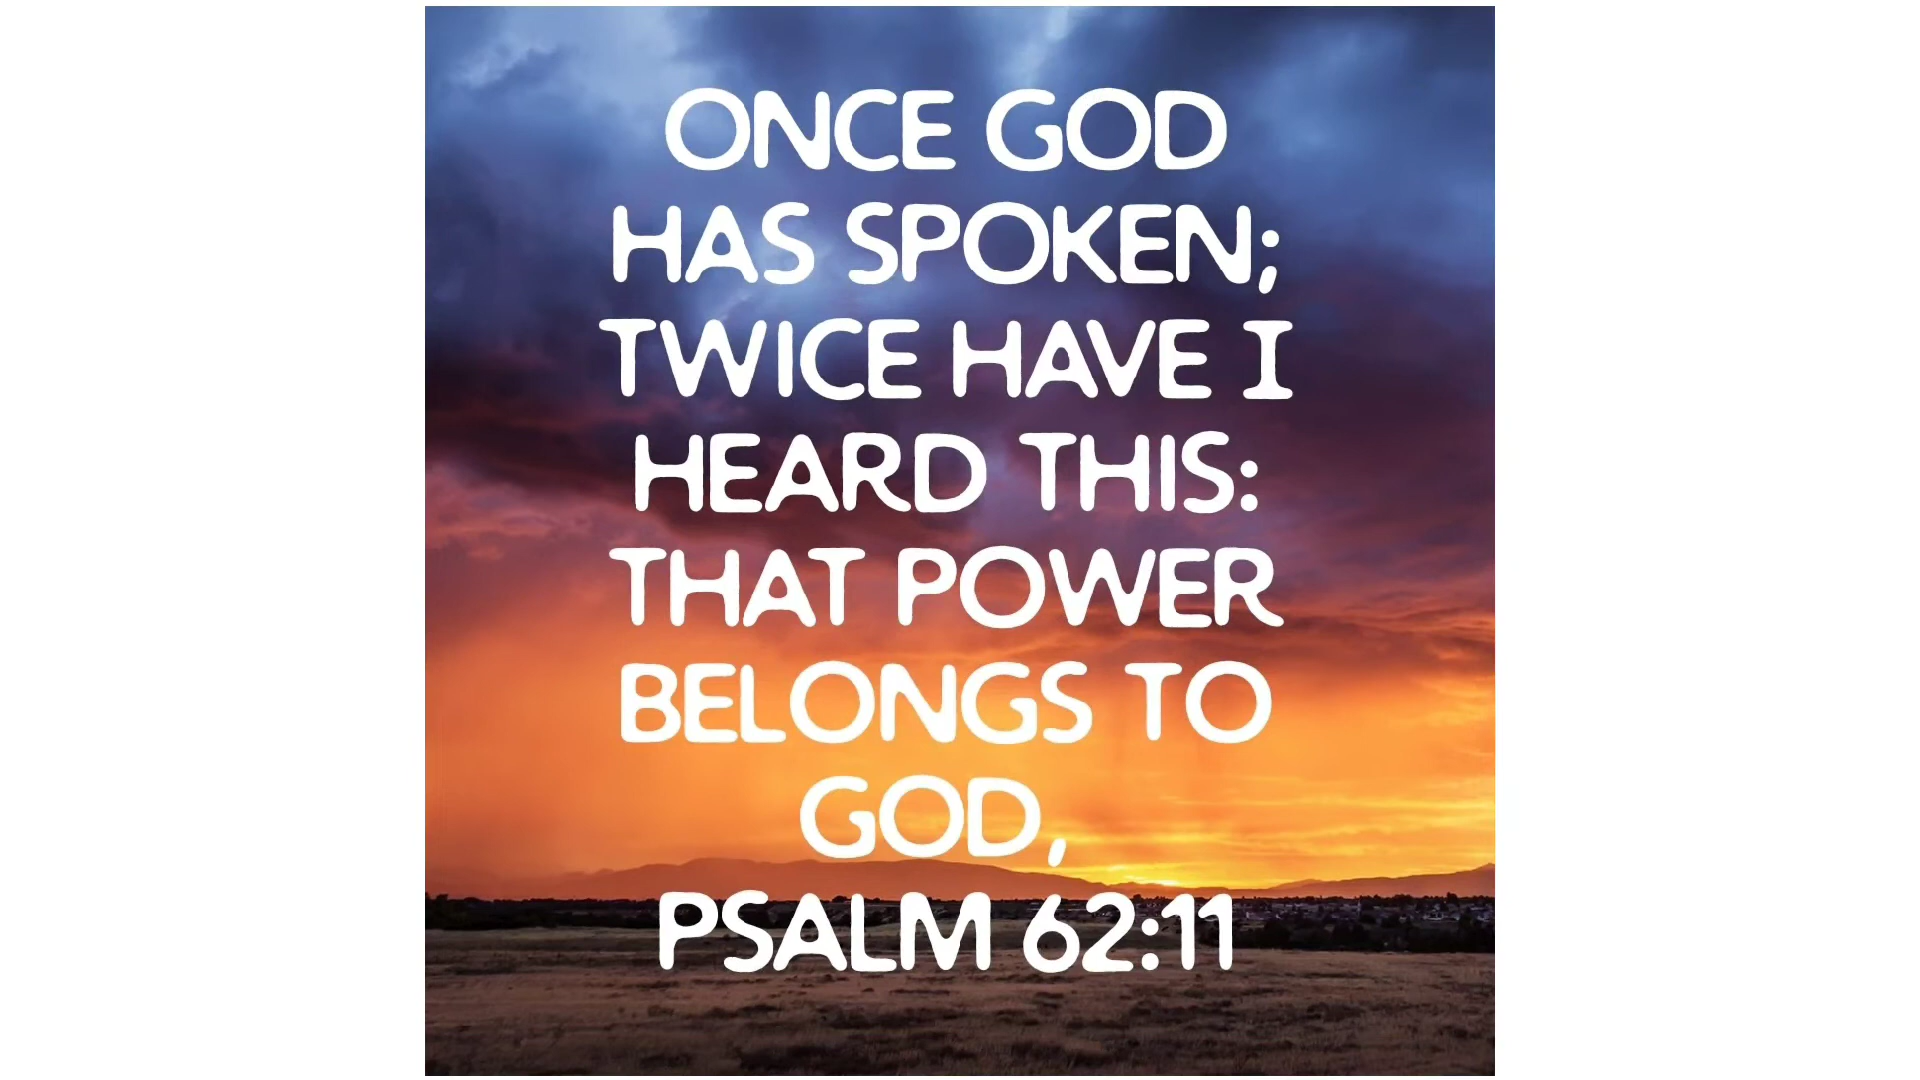 ONCE GOD
HAS SPOKEN;
TWICE HAVE I
HEARD THIS:
THAT POWER
BELONGS TO
GOD,
PSALM 62:11